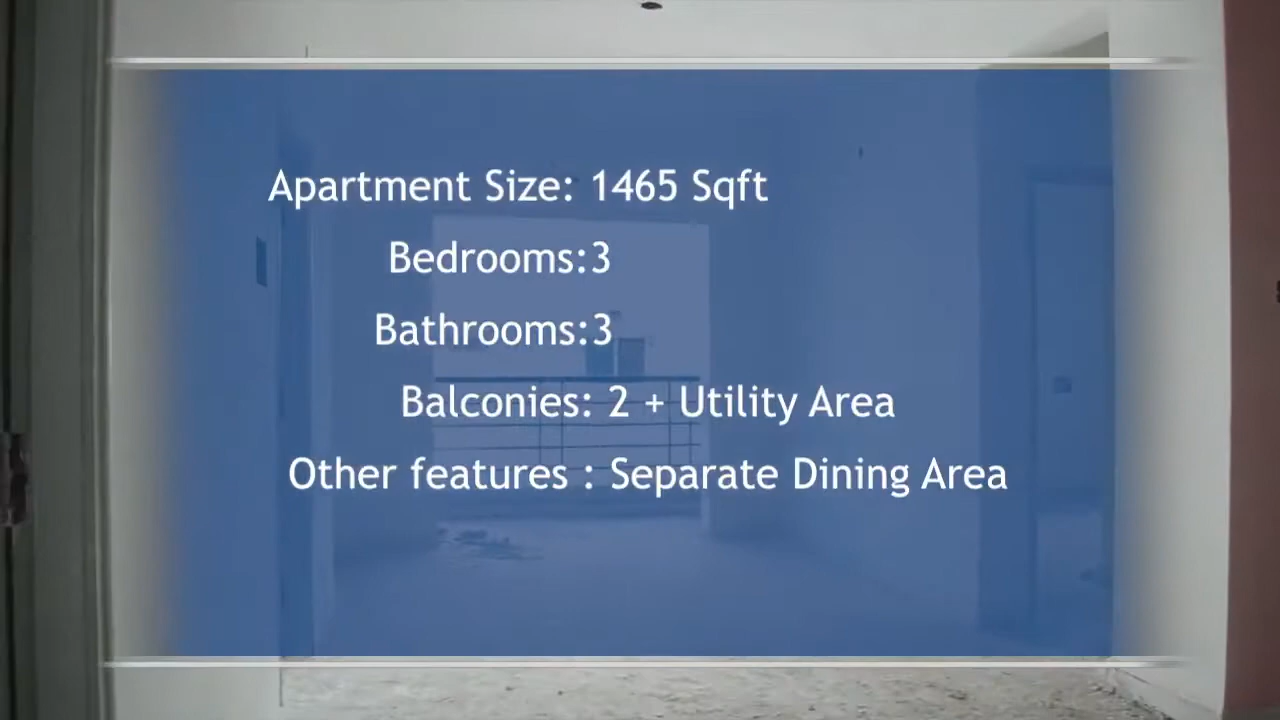 Apartment Size: 1465 Sqft
Bedrooms:3
Bathrooms:3
Balconies: 2 + Utility Area
Other features : Separate Dining Area